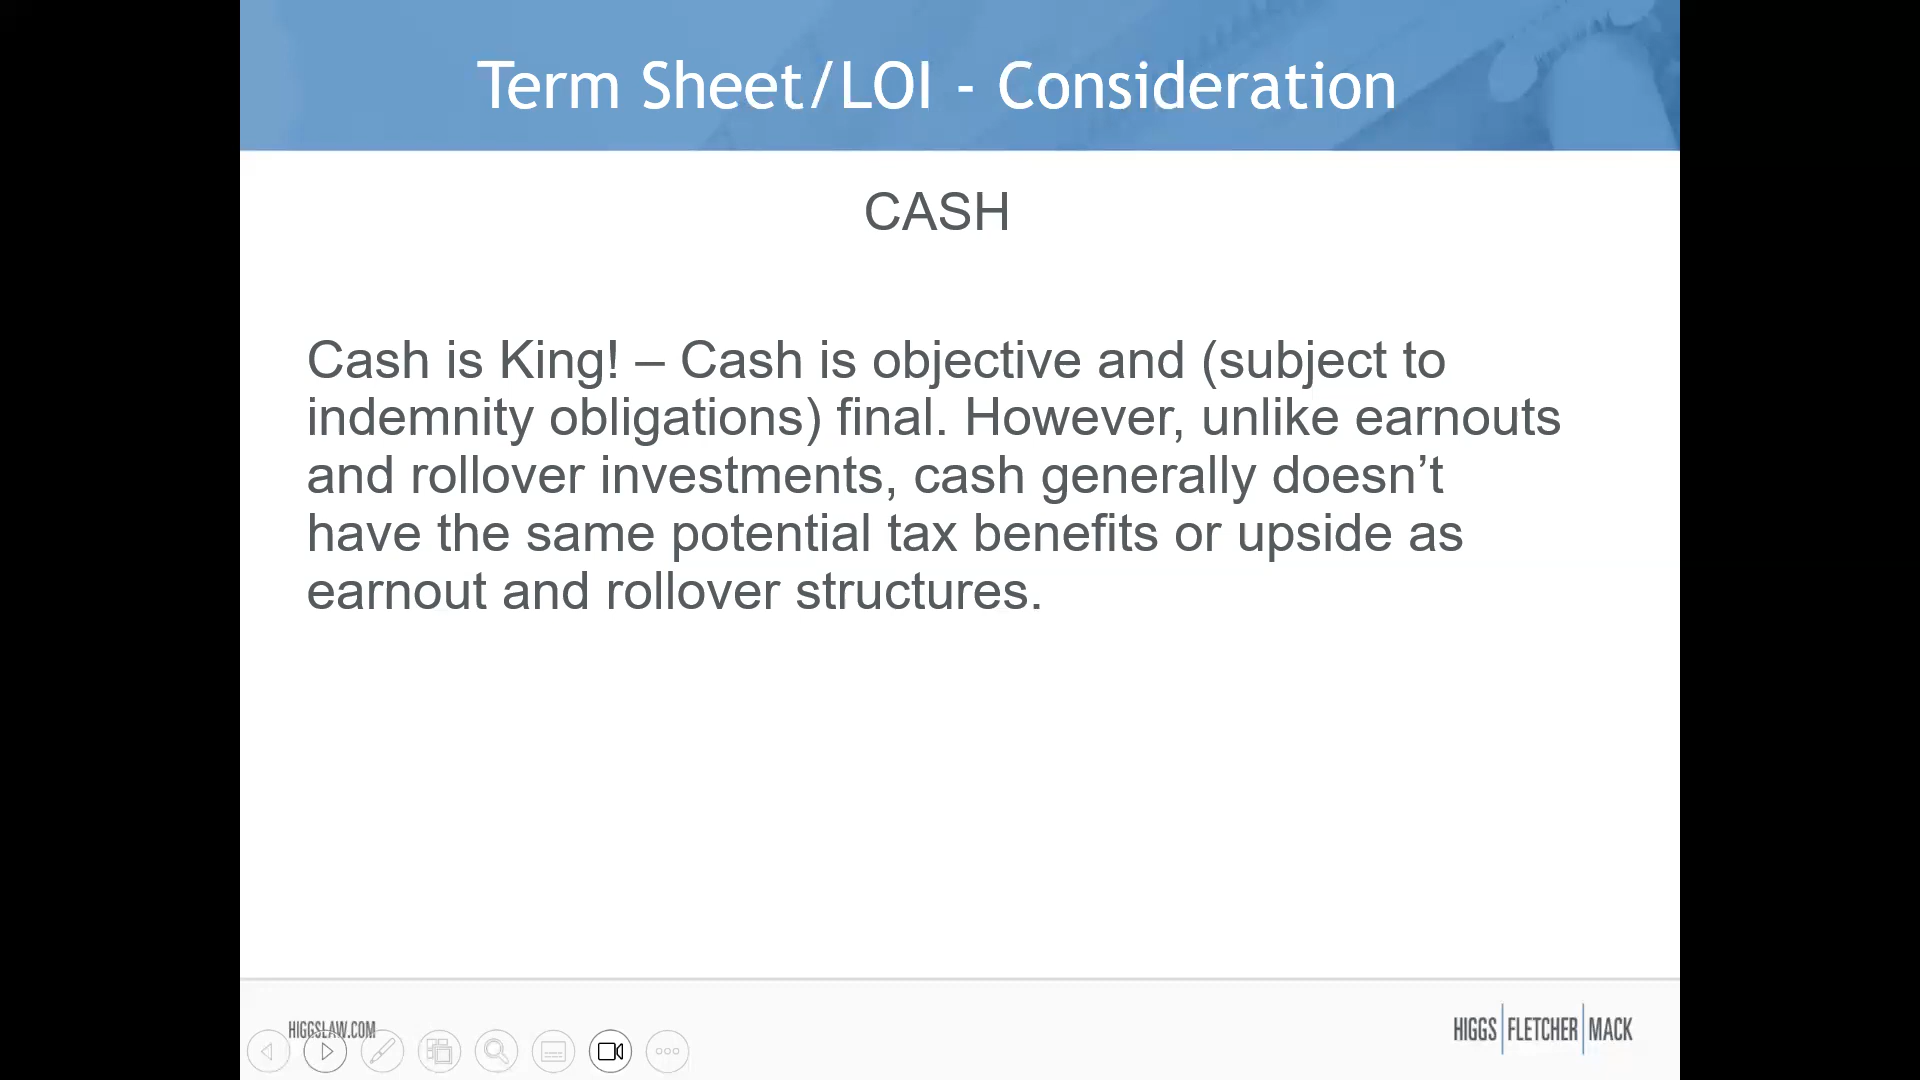 Term Sheet/LOI - Consideration
CASH
Cash is King! – Cash is objective and (subject to
indemnity obligations) final. However, unlike earnouts
and rollover investments, cash generally doesn’t
have the same potential tax benefits or upside as
earnout and rollover structures.
HIGGSLAW.COM
HIGGS FLETCHER MACK